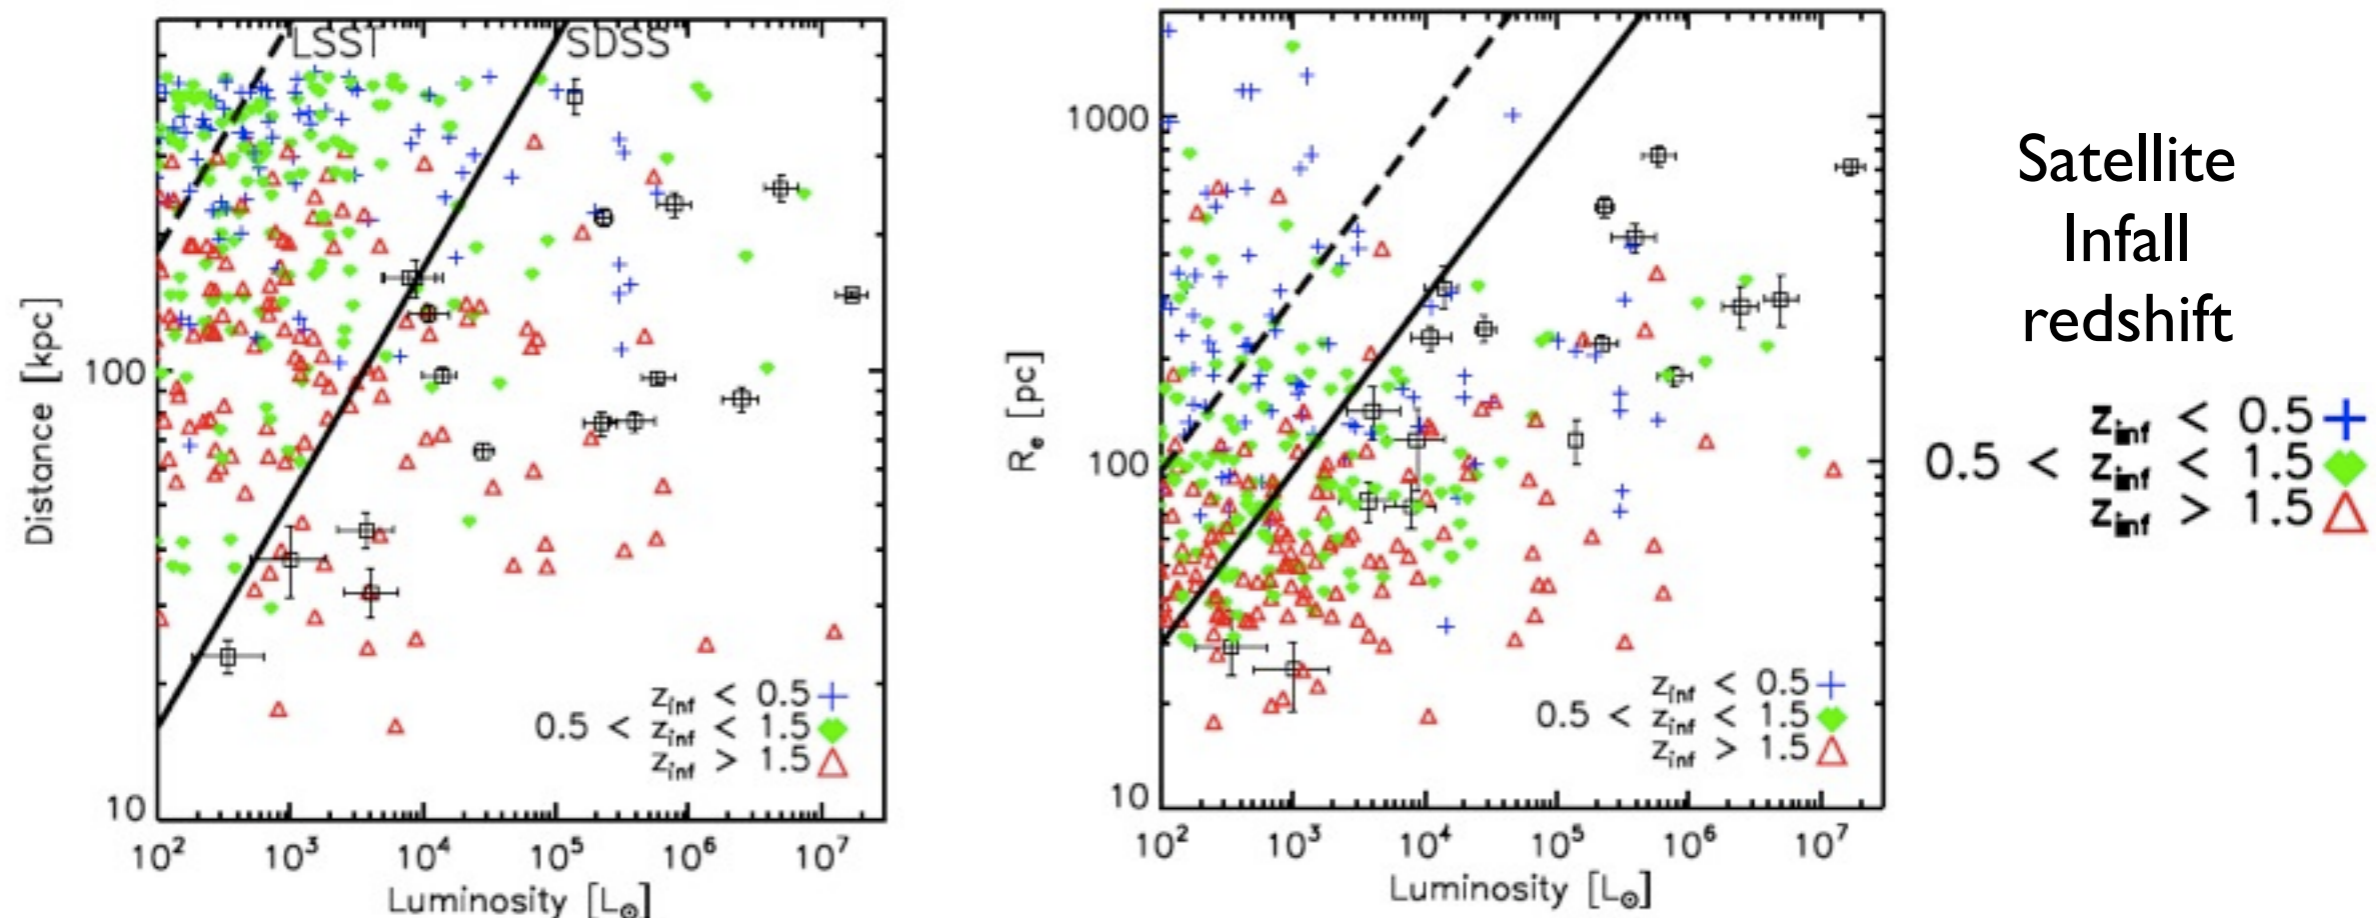 LSST
SDSS
Distance [kpc]
100
10
10² 10³ 10⁴ 10⁵ 10⁶ 10⁷
Luminosity [L⊙]
z_inf < 0.5
0.5 < z_inf < 1.5
z_inf > 1.5
R_e [pc]
1000
100
10
10² 10³ 10⁴ 10⁵ 10⁶ 10⁷
Luminosity [L⊙]
z_inf < 0.5
0.5 < z_inf < 1.5
z_inf > 1.5
Satellite
Infall
redshift
z_inf < 0.5
0.5 < z_inf < 1.5
z_inf > 1.5